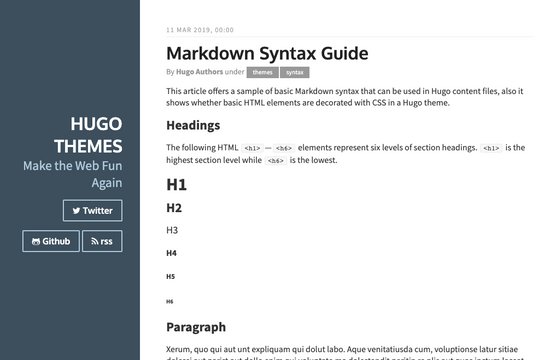 HUGO
THEMES
Make the Web Fun
Again
Twitter
Github
rss
11 MAR 2019, 00:00
Markdown Syntax Guide
By Hugo Authors under themes syntax
This article offers a sample of basic Markdown syntax that can be used in Hugo content files, also it
shows whether basic HTML elements are decorated with CSS in a Hugo theme.
Headings
The following HTML <h1> — <h6> elements represent six levels of section headings. <h1> is the
highest section level while <h6> is the lowest.
H1
H2
H3
H4
H5
H6
Paragraph
Xerum, quo qui aut unt expliquam qui dolut labo. Aque venitatiusda cum, voluptionse latur sitiae